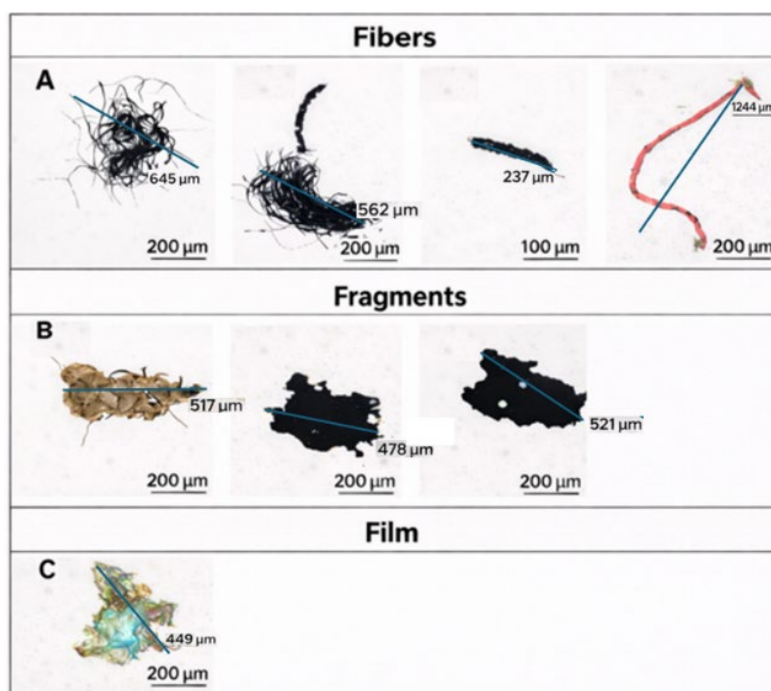 Fibers
A
645 µm
200 µm
562 µm
200 µm
237 µm
100 µm
1244 µm
200 µm
Fragments
B
517 µm
200 µm
478 µm
200 µm
521 µm
200 µm
Film
C
449 µm
200 µm